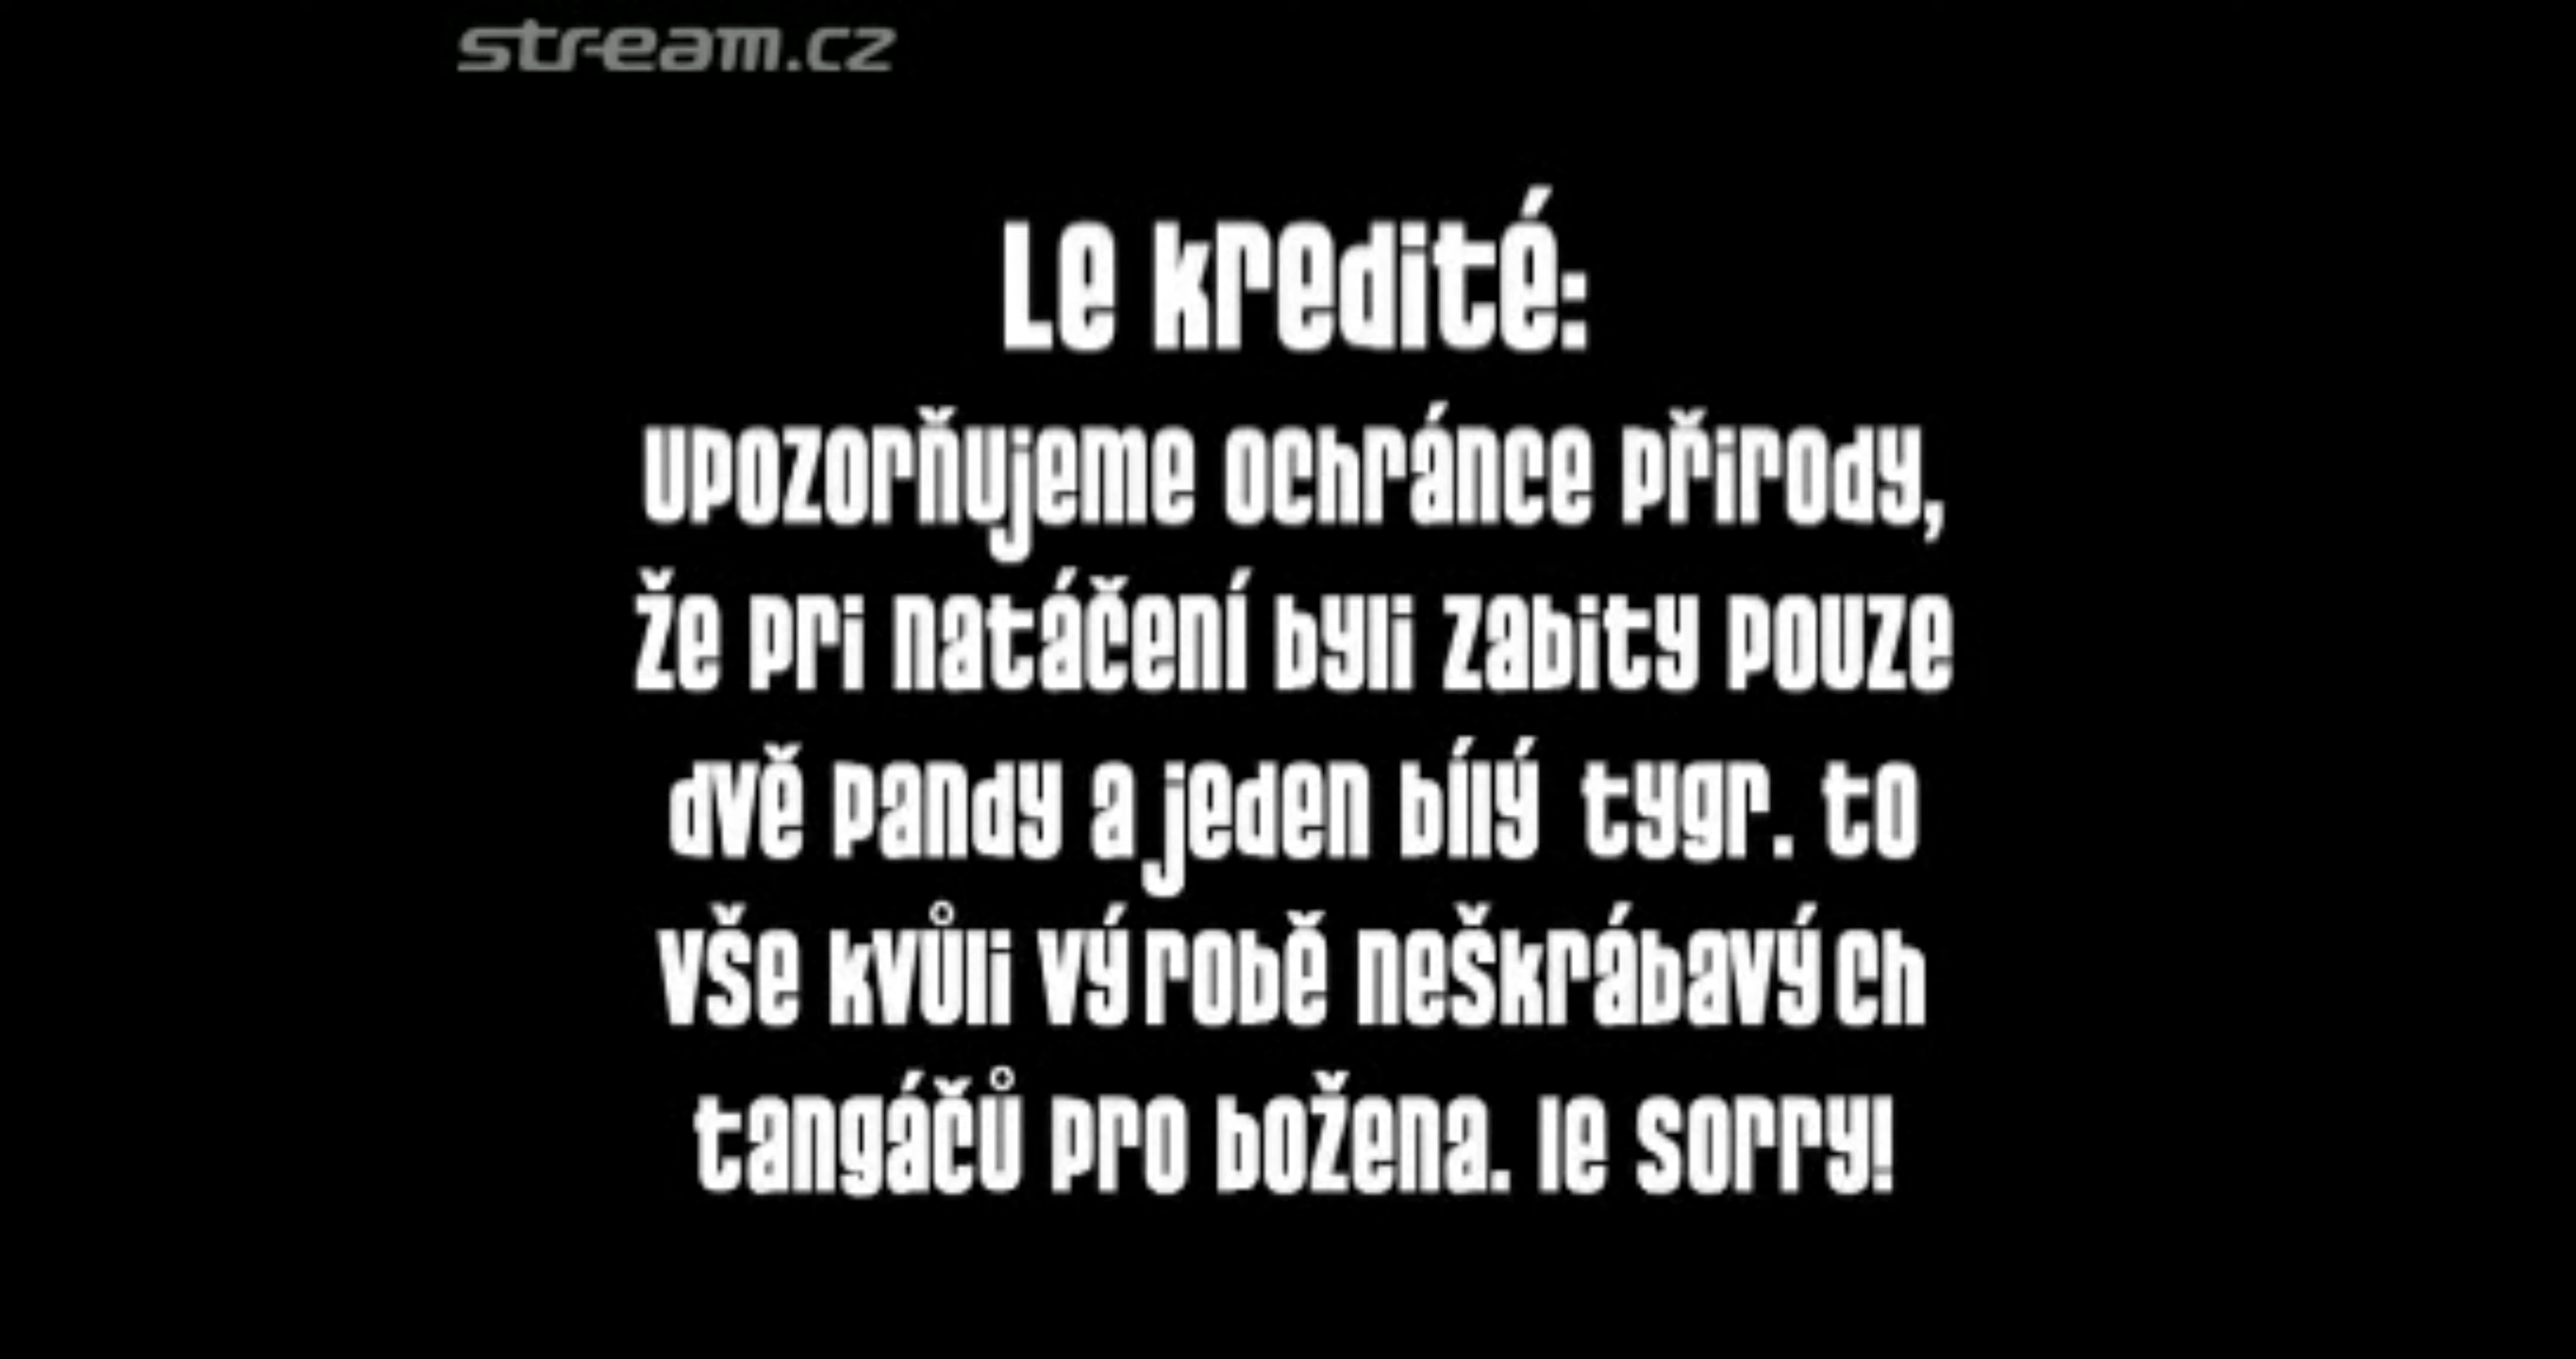 stream.cz
Le kredité:
upozorňujeme ochránce přirody,
že pri natáčení byli zabity pouze
dvě pandy a jeden bílý tygr. to
vše kvůli vý robě neškrábavý ch
tangáčů pro božena. le sorry!